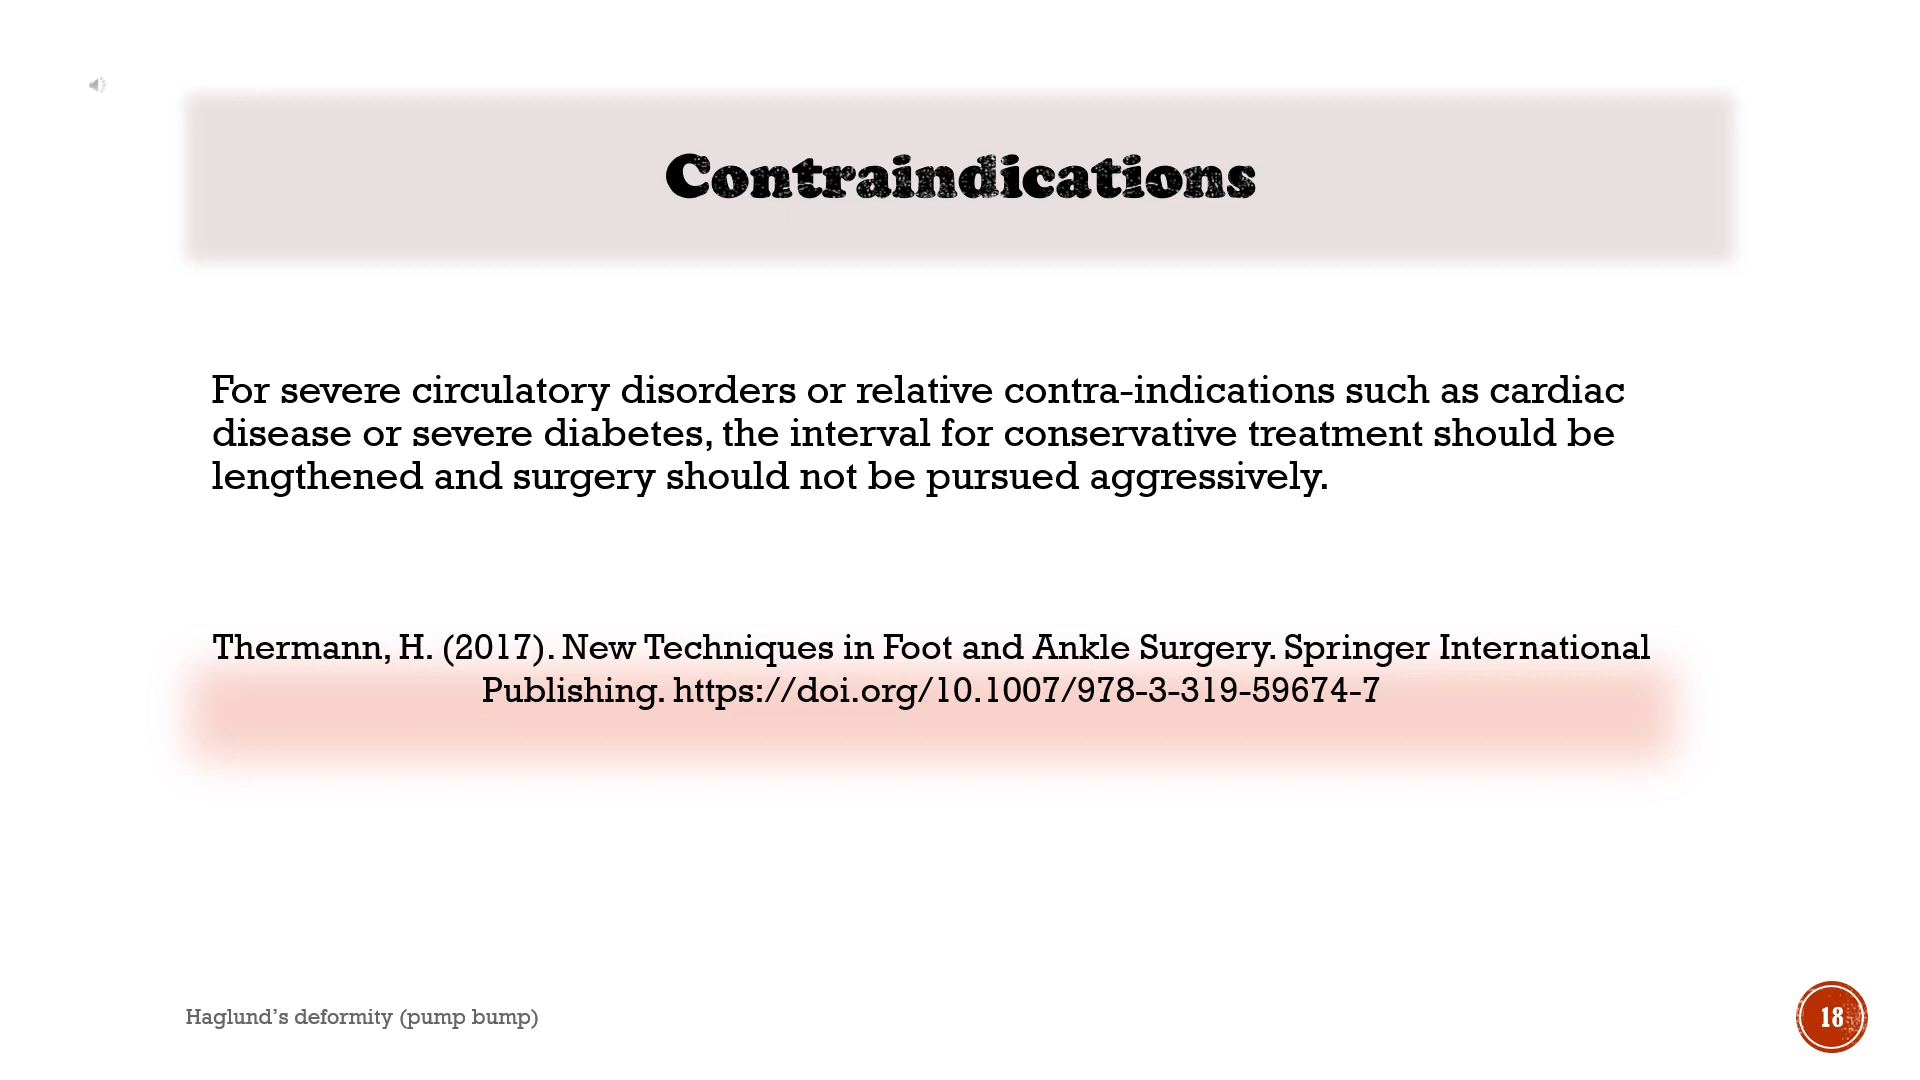 Contraindications
For severe circulatory disorders or relative contra-indications such as cardiac
disease or severe diabetes, the interval for conservative treatment should be
lengthened and surgery should not be pursued aggressively.
Thermann, H. (2017). New Techniques in Foot and Ankle Surgery. Springer International
Publishing. https://doi.org/10.1007/978-3-319-59674-7
Haglund’s deformity (pump bump)
18